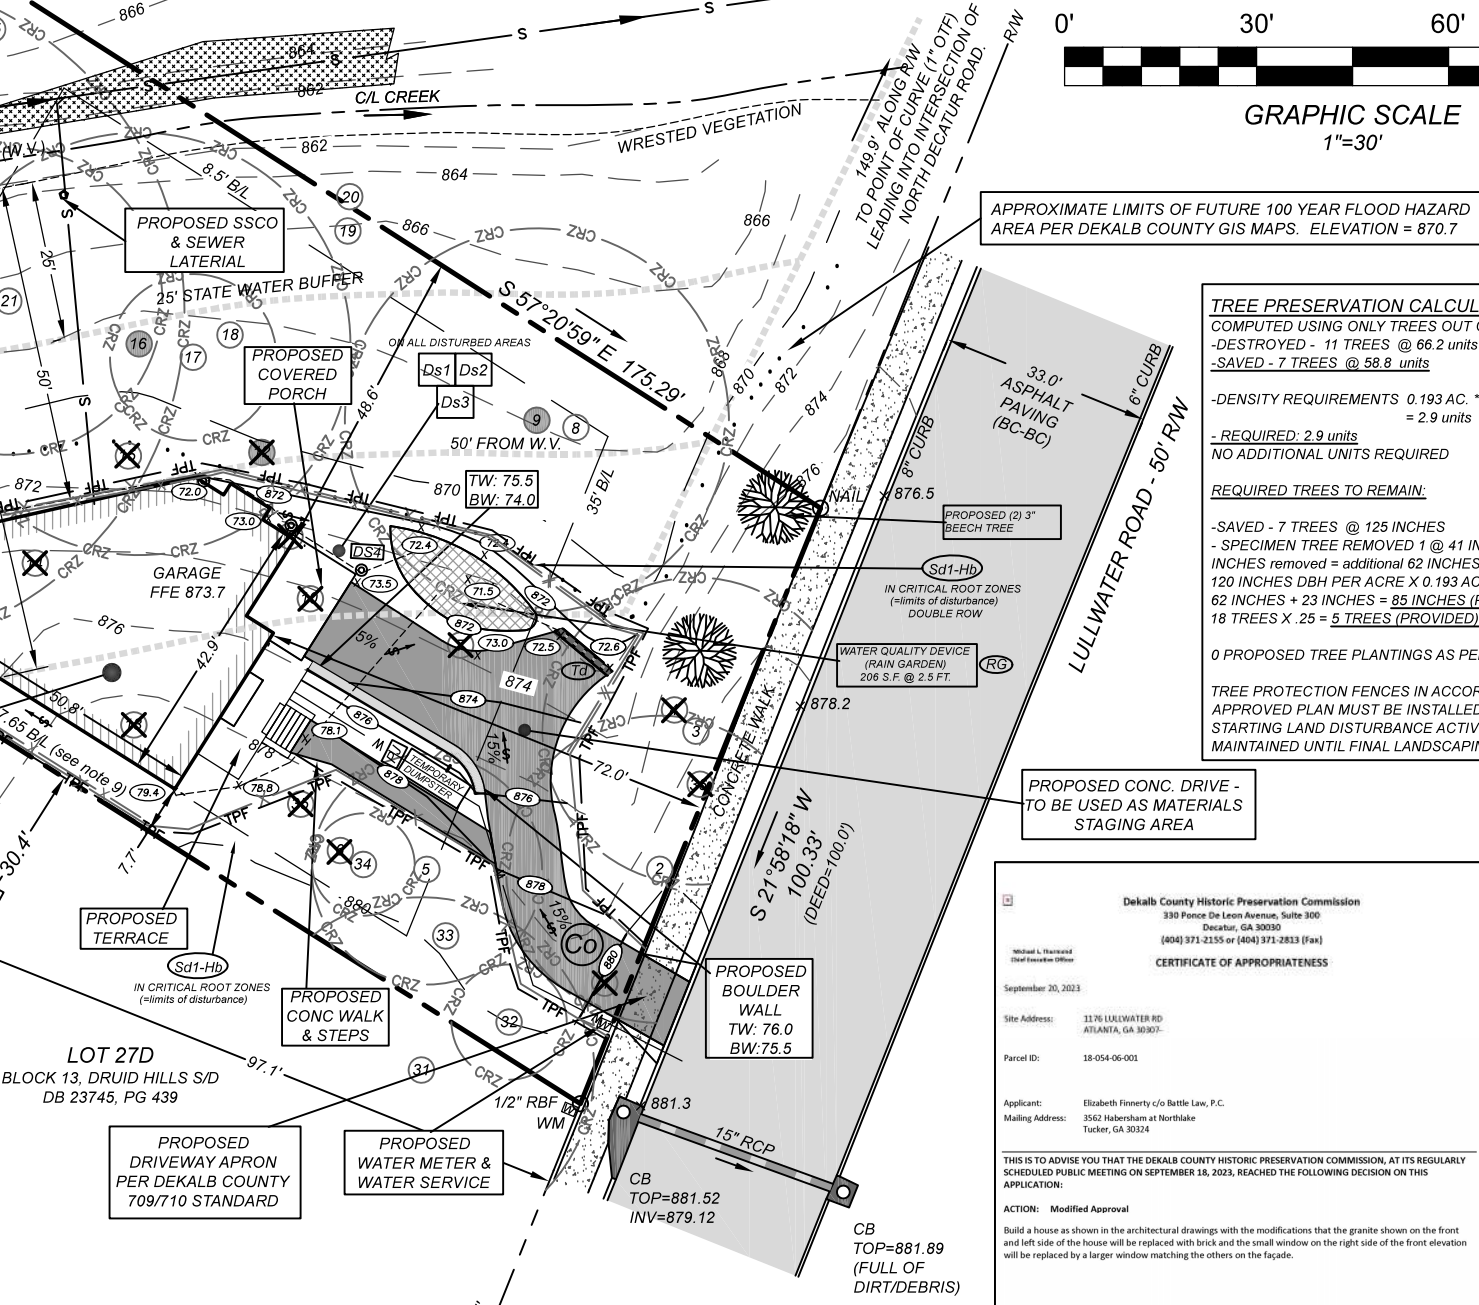 0' 30' 60'
GRAPHIC SCALE
1"=30'
866
864
862
C/L CREEK
WRESTED VEGETATION
862
864
866
866
8.5' B/L
149.9' ALONG R/W
TO POINT OF CURVE (1" OTF)
LEADING INTO INTERSECTION OF
NORTH DECATUR ROAD.
R/W
PROPOSED SSCO
& SEWER
LATERIAL
25' STATE WATER BUFFER
25'
50'
20
19
21
18
17
16
APPROXIMATE LIMITS OF FUTURE 100 YEAR FLOOD HAZARD
AREA PER DEKALB COUNTY GIS MAPS. ELEVATION = 870.7
S 57°20'59" E 175.29'
ON ALL DISTURBED AREAS
Ds1 Ds2
Ds3
PROPOSED
COVERED
PORCH
48.6'
9
8
50' FROM W.V.
35' B/L
868
870
872
874
876
TW: 75.5
BW: 74.0
870
872
72.0
872
73.0
TPF
CRZ
NAIL
876.5
8" CURB
33.0'
ASPHALT
PAVING
(BC-BC)
6" CURB
LULLWATER ROAD - 50' R/W
TREE PRESERVATION CALCUL
COMPUTED USING ONLY TREES OUT
-DESTROYED - 11 TREES @ 66.2 units
-SAVED - 7 TREES @ 58.8 units
-DENSITY REQUIREMENTS 0.193 AC. *
= 2.9 units
- REQUIRED: 2.9 units
NO ADDITIONAL UNITS REQUIRED
REQUIRED TREES TO REMAIN:
-SAVED - 7 TREES @ 125 INCHES
- SPECIMEN TREE REMOVED 1 @ 41 IN
INCHES removed = additional 62 INCHES
120 INCHES DBH PER ACRE X 0.193 AC
62 INCHES + 23 INCHES = 85 INCHES (
18 TREES X .25 = 5 TREES (PROVIDED)
0 PROPOSED TREE PLANTINGS AS PE
TREE PROTECTION FENCES IN ACCOR
APPROVED PLAN MUST BE INSTALLED
STARTING LAND DISTURBANCE ACTIV
MAINTAINED UNTIL FINAL LANDSCAPIN
PROPOSED (2) 3"
BEECH TREE
Sd1-Hb
IN CRITICAL ROOT ZONES
(=limits of disturbance)
DOUBLE ROW
WATER QUALITY DEVICE
(RAIN GARDEN)
206 S.F. @ 2.5 FT.
RG
GARAGE
FFE 873.7
DS4
73.5
72.4
71.5
872
872
73.0
72.5
72.6
Td
876
42.9'
50.8'
7.65 B/L (see note 9)
5%
874
874
15%
876
78.1
878
TEMPORARY
DUMPSTER
878
876
78.8
79.4
72.0'
878.2
3
2
CONCRETE WALK
S 21°58'18" W
100.33'
(DEED=100.0')
PROPOSED CONC. DRIVE -
TO BE USED AS MATERIALS
STAGING AREA
30.4'
7.7'
34
5
880
33
32
31
878
15%
Co
880
PROPOSED
TERRACE
Sd1-Hb
IN CRITICAL ROOT ZONES
(=limits of disturbance)
PROPOSED
CONC WALK
& STEPS
PROPOSED
BOULDER
WALL
TW: 76.0
BW:75.5
LOT 27D
BLOCK 13, DRUID HILLS S/D
DB 23745, PG 439
97.1'
1/2" RBF
WM
881.3
15" RCP
PROPOSED
DRIVEWAY APRON
PER DEKALB COUNTY
709/710 STANDARD
PROPOSED
WATER METER &
WATER SERVICE
CB
TOP=881.52
INV=879.12
CB
TOP=881.89
(FULL OF
DIRT/DEBRIS)
Dekalb County Historic Preservation Commission
330 Ponce De Leon Avenue, Suite 300
Decatur, GA 30030
(404) 371-2155 or (404) 371-2813 (Fax)
Michael L. Thurmond
Chief Executive Officer
CERTIFICATE OF APPROPRIATENESS
September 20, 2023
Site Address: 1176 LULLWATER RD
ATLANTA, GA 30307-
Parcel ID: 18-054-06-001
Applicant: Elizabeth Finnerty c/o Battle Law, P.C.
Mailing Address: 3562 Habersham at Northlake
Tucker, GA 30324
THIS IS TO ADVISE YOU THAT THE DEKALB COUNTY HISTORIC PRESERVATION COMMISSION, AT ITS REGULARLY
SCHEDULED PUBLIC MEETING ON SEPTEMBER 18, 2023, REACHED THE FOLLOWING DECISION ON THIS
APPLICATION:
ACTION: Modified Approval
Build a house as shown in the architectural drawings with the modifications that the granite shown on the front
and left side of the house will be replaced with brick and the small window on the right side of the front elevation
will be replaced by a larger window matching the others on the façade.